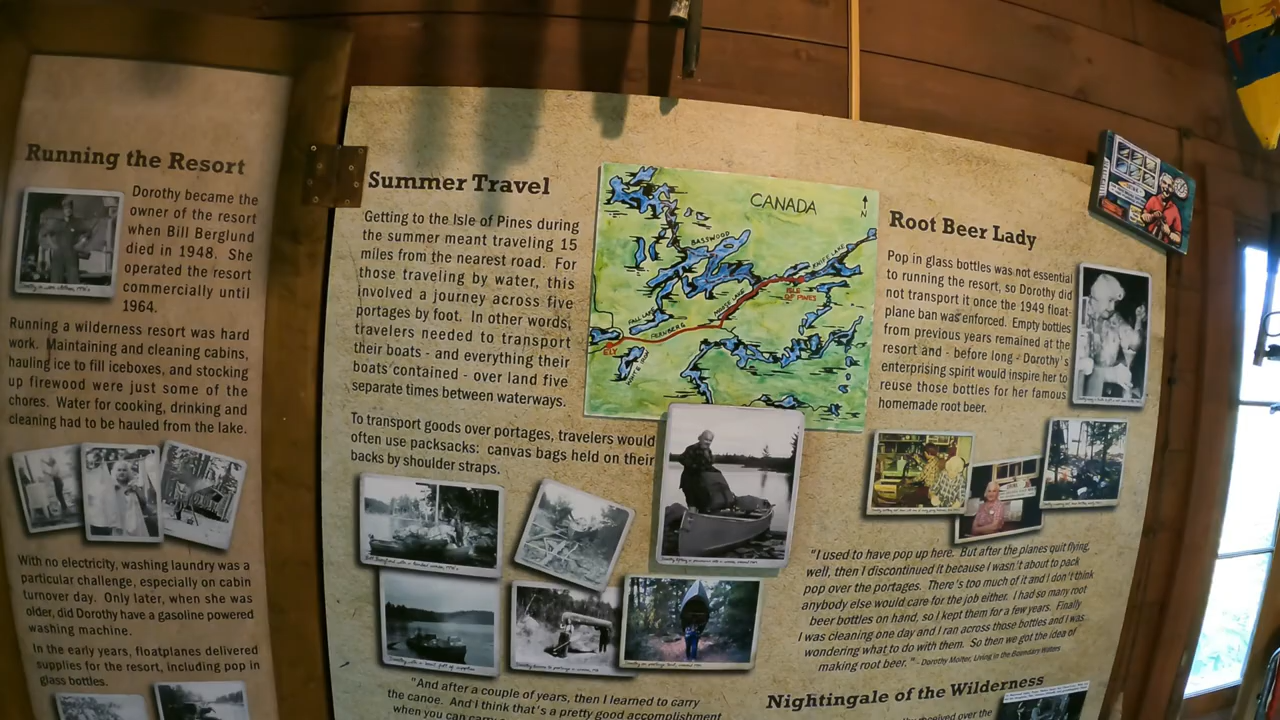 Running the Resort
Dorothy became the
owner of the resort
when Bill Berglund
died in 1948. She
operated the resort
commercially until
1964.
Running a wilderness resort was hard
work. Maintaining and cleaning cabins,
hauling ice to fill iceboxes, and stocking
up firewood were just some of the
chores. Water for cooking, drinking and
cleaning had to be hauled from the lake.
With no electricity, washing laundry was a
particular challenge, especially on cabin
turnover day. Only later, when she was
older, did Dorothy have a gasoline powered
washing machine.
In the early years, floatplanes delivered
supplies for the resort, including pop in
glass bottles.
Summer Travel
Getting to the Isle of Pines during
the summer meant traveling 15
miles from the nearest road. For
those traveling by water, this
involved a journey across five
portages by foot. In other words,
travelers needed to transport
their boats - and everything their
boats contained - over land five
separate times between waterways.
To transport goods over portages, travelers would
often use packsacks: canvas bags held on their
backs by shoulder straps.
CANADA
N
BASSWOOD
KNIFE LAKE
MOOSE LAKE
ISLE
OF PINES
FALL LAKE
FERNBERG
ELY
"And after a couple of years, then I learned to carry
the canoe. And I think that's a pretty good accomplishment
when you can carry
Root Beer Lady
Pop in glass bottles was not essential
to running the resort, so Dorothy did
not transport it once the 1949 float-
plane ban was enforced. Empty bottles
from previous years remained at the
resort and - before long - Dorothy's
enterprising spirit would inspire her to
reuse those bottles for her famous
homemade root beer.
"I used to have pop up here. But after the planes quit flying,
well, then I discontinued it because I wasn't about to pack
pop over the portages. There's too much of it and I don't think
anybody else would care for the job either. I had so many root
beer bottles on hand, so I kept them for a few years. Finally
I was cleaning one day and I ran across those bottles and I was
wondering what to do with them. So then we got the idea of
making root beer." - Dorothy Molter, Living in the Boundary Waters
Nightingale of the Wilderness
received over the